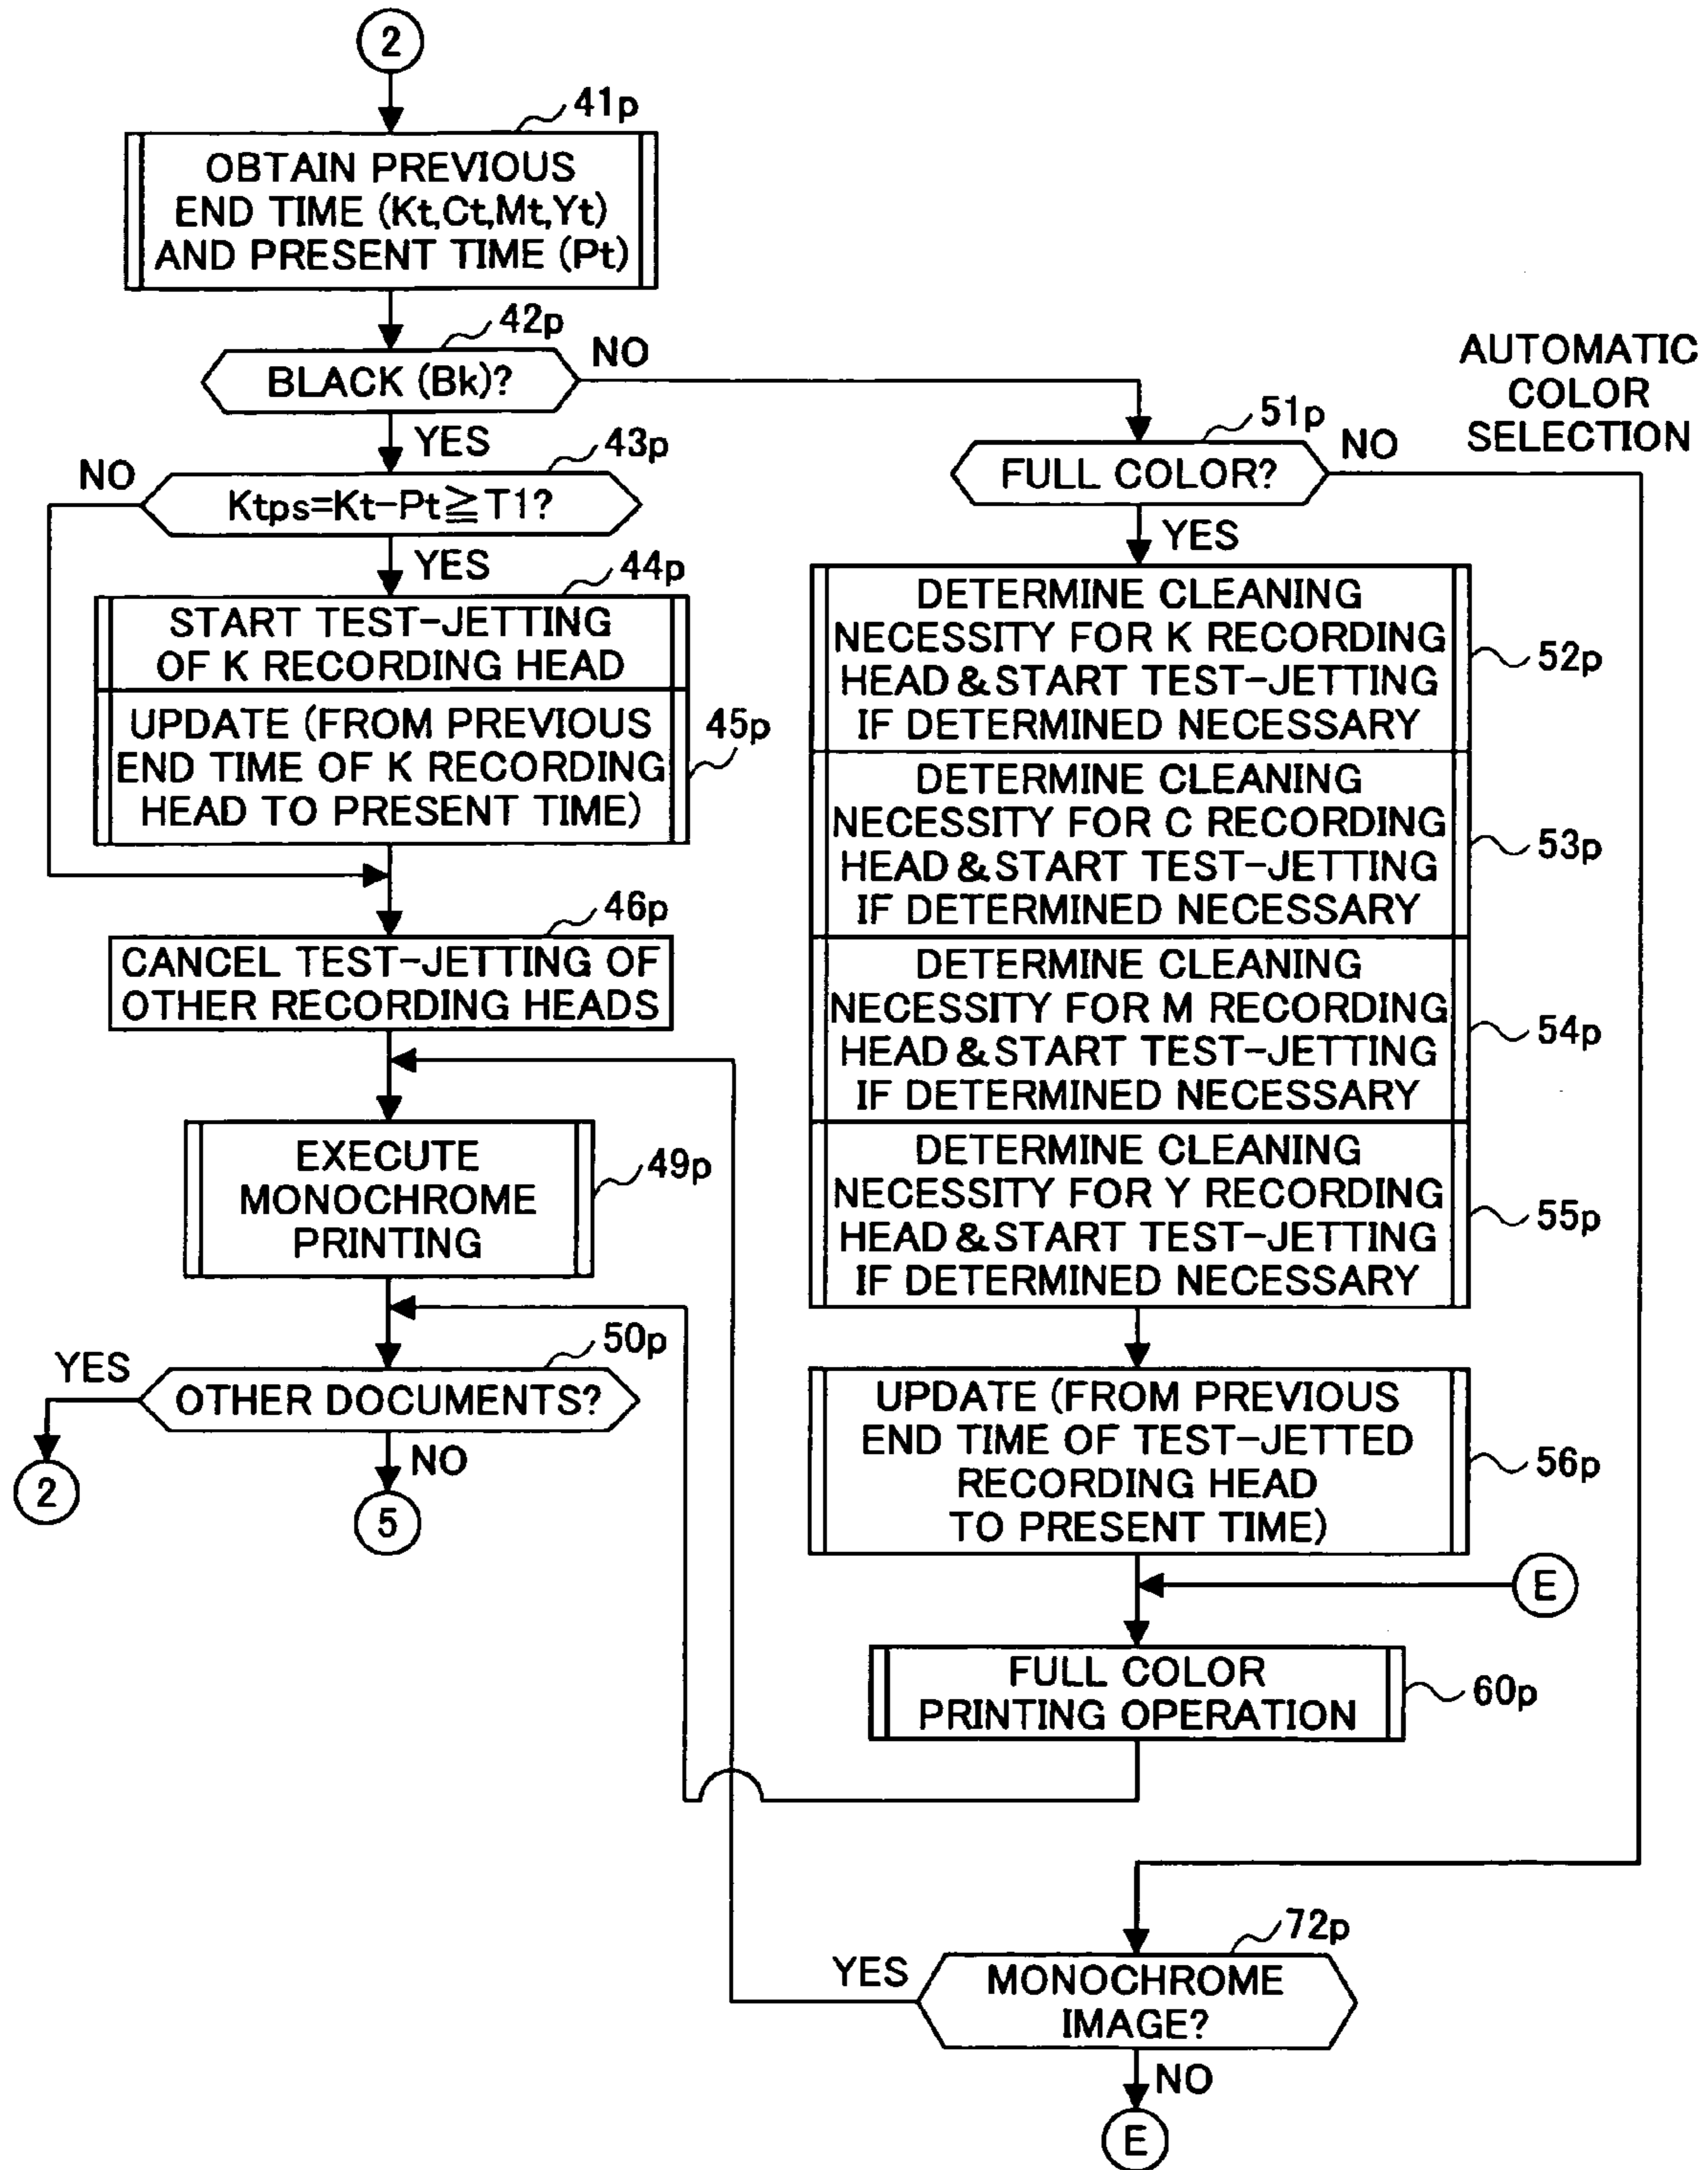 2
41p
OBTAIN PREVIOUS
END TIME (Kt,Ct,Mt,Yt)
AND PRESENT TIME (Pt)
42p
BLACK (Bk)?
NO
YES
43p
NO
Ktps=Kt-Pt≧T1?
YES
44p
START TEST-JETTING
OF K RECORDING HEAD
UPDATE (FROM PREVIOUS
END TIME OF K RECORDING
HEAD TO PRESENT TIME)
45p
46p
CANCEL TEST-JETTING OF
OTHER RECORDING HEADS
EXECUTE
MONOCHROME
PRINTING
49p
50p
YES
OTHER DOCUMENTS?
2
NO
5
AUTOMATIC
COLOR
SELECTION
51p
FULL COLOR?
NO
YES
DETERMINE CLEANING
NECESSITY FOR K RECORDING
HEAD & START TEST-JETTING
IF DETERMINED NECESSARY
52p
DETERMINE CLEANING
NECESSITY FOR C RECORDING
HEAD & START TEST-JETTING
IF DETERMINED NECESSARY
53p
DETERMINE CLEANING
NECESSITY FOR M RECORDING
HEAD & START TEST-JETTING
IF DETERMINED NECESSARY
54p
DETERMINE CLEANING
NECESSITY FOR Y RECORDING
HEAD & START TEST-JETTING
IF DETERMINED NECESSARY
55p
UPDATE (FROM PREVIOUS
END TIME OF TEST-JETTED
RECORDING HEAD
TO PRESENT TIME)
56p
E
FULL COLOR
PRINTING OPERATION
60p
72p
YES
MONOCHROME
IMAGE?
NO
E